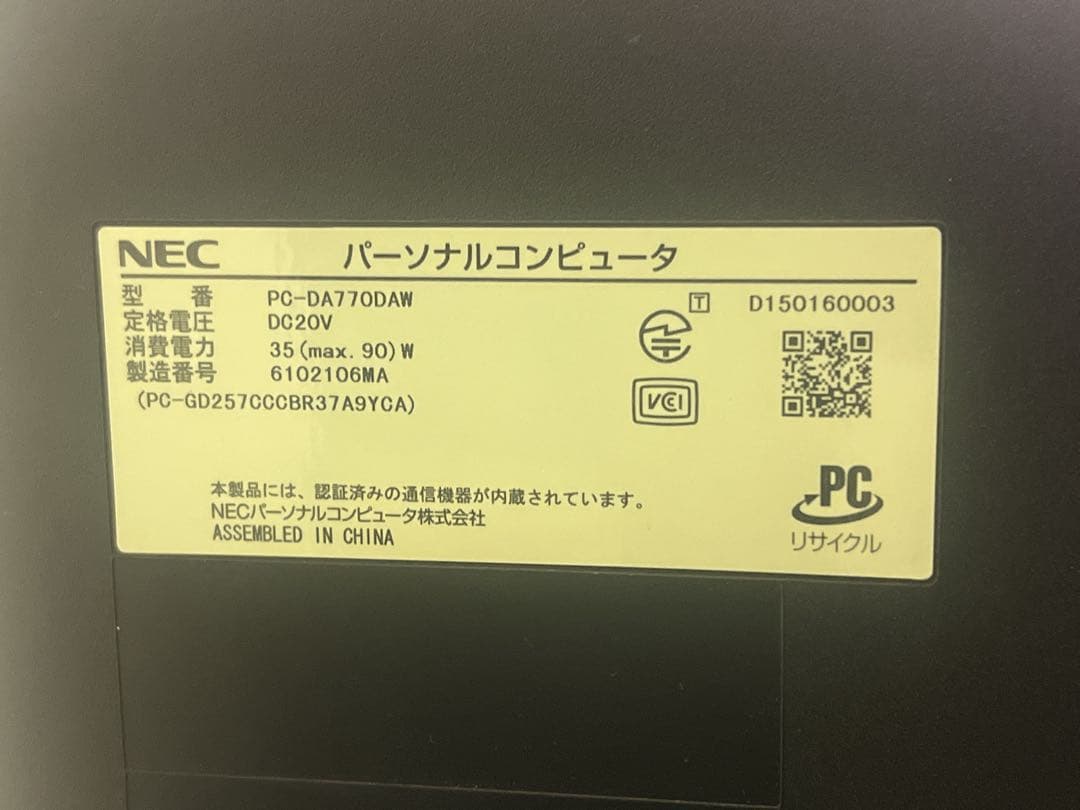 NEC パーソナルコンピュータ
型番 PC-DA770DAW
定格電圧 DC20V
消費電力 35(max.90)W
製造番号 6102106MA
(PC-GD257CCCBR37A9YCA)
T D150160003
VCCI
本製品には、認証済みの通信機器が内蔵されています。
NECパーソナルコンピュータ株式会社
ASSEMBLED IN CHINA
PC
リサイクル